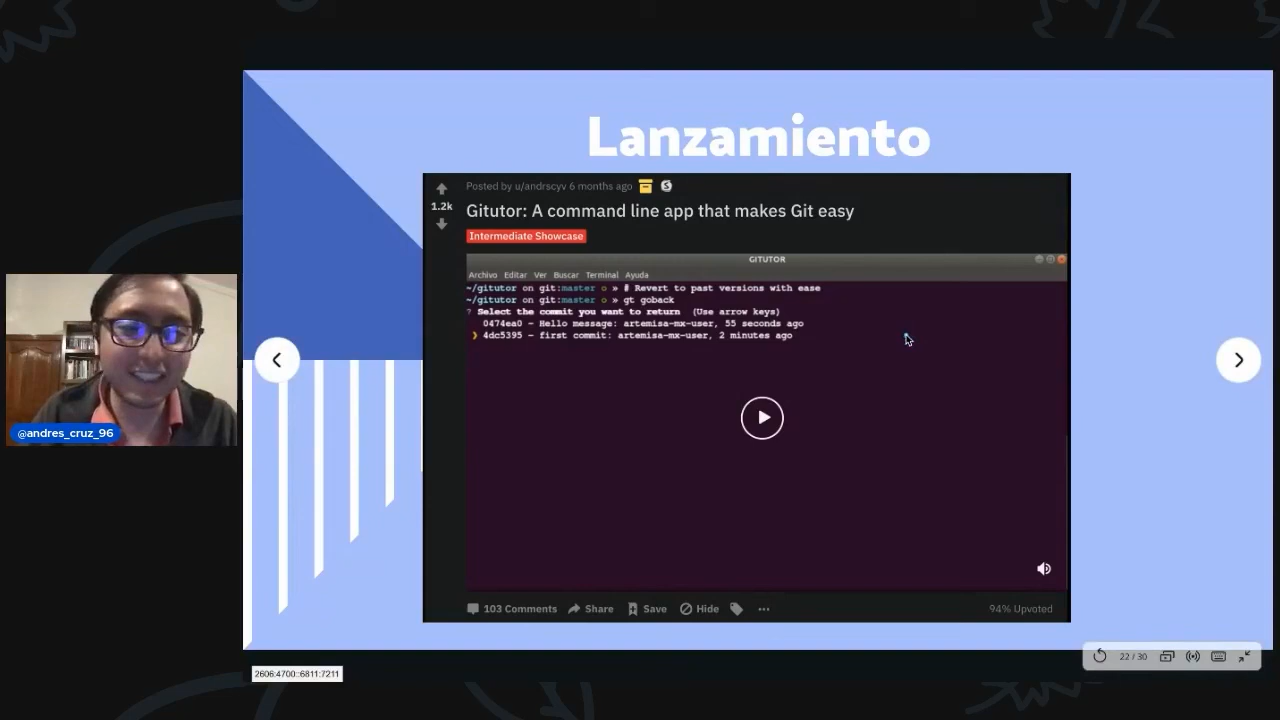 Lanzamiento
Posted by u/andrscyv 6 months ago
1.2k
Gitutor: A command line app that makes Git easy
Intermediate Showcase
GITUTOR
Archivo Editar Ver Buscar Terminal Ayuda
~/gitutor on git:master o » # Revert to past versions with ease
~/gitutor on git:master o » gt goback
? Select the commit you want to return (Use arrow keys)
0474ea0 – Hello message: artemisa-mx-user, 55 seconds ago
❯ 4dc5395 – first commit: artemisa-mx-user, 2 minutes ago
@andres_cruz_96
103 Comments Share Save Hide ... 94% Upvoted
22 / 30
2606:4700::6811:7211